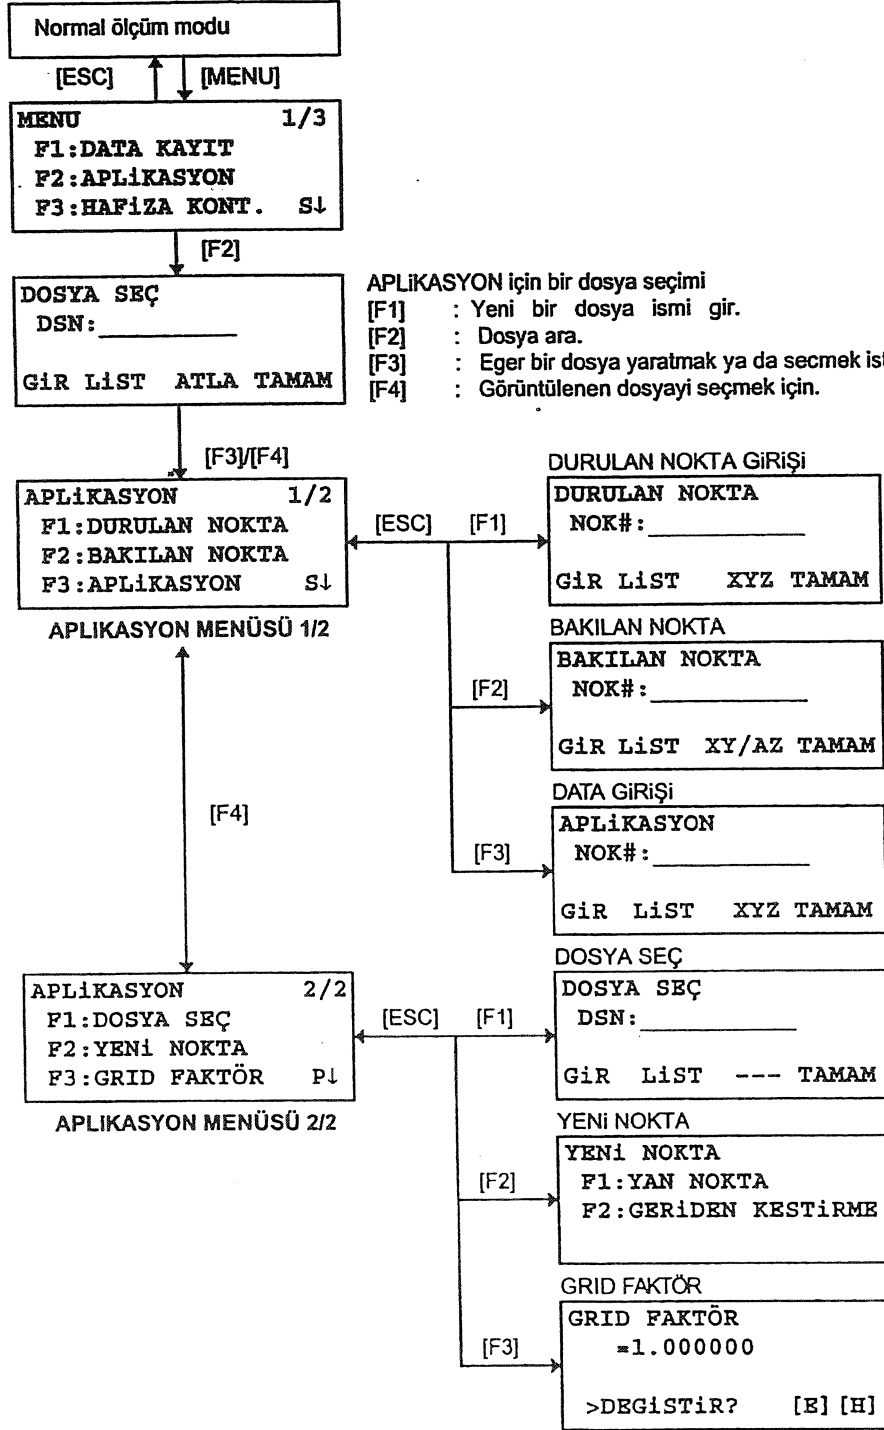 Normal ölçüm modu
[ESC] [MENU]
MENU 1/3
F1:DATA KAYIT
F2:APLiKASYON
F3:HAFiZA KONT. S↓
[F2]
DOSYA SEÇ
DSN:
GiR LiST ATLA TAMAM
APLiKASYON için bir dosya seçimi
[F1] : Yeni bir dosya ismi gir.
[F2] : Dosya ara.
[F3] : Eger bir dosya yaratmak ya da secmek ist
[F4] : Görüntülenen dosyayi seçmek için.
[F3]/[F4]
APLiKASYON 1/2
F1:DURULAN NOKTA
F2:BAKILAN NOKTA
F3:APLiKASYON S↓
APLIKASYON MENÜSÜ 1/2
[ESC] [F1]
DURULAN NOKTA GiRiŞi
DURULAN NOKTA
NOK#:
GiR LiST XYZ TAMAM
[F2]
BAKILAN NOKTA
BAKILAN NOKTA
NOK#:
GiR LiST XY/AZ TAMAM
[F3]
DATA GiRiŞi
APLiKASYON
NOK#:
GiR LiST XYZ TAMAM
[F4]
APLiKASYON 2/2
F1:DOSYA SEÇ
F2:YENi NOKTA
F3:GRID FAKTÖR P↓
APLIKASYON MENÜSÜ 2/2
[ESC] [F1]
DOSYA SEÇ
DOSYA SEÇ
DSN:
GiR LiST --- TAMAM
[F2]
YENi NOKTA
YENi NOKTA
F1:YAN NOKTA
F2:GERiDEN KESTiRME
[F3]
GRID FAKTÖR
GRID FAKTÖR
=1.000000
>DEGiSTiR? [E] [H]